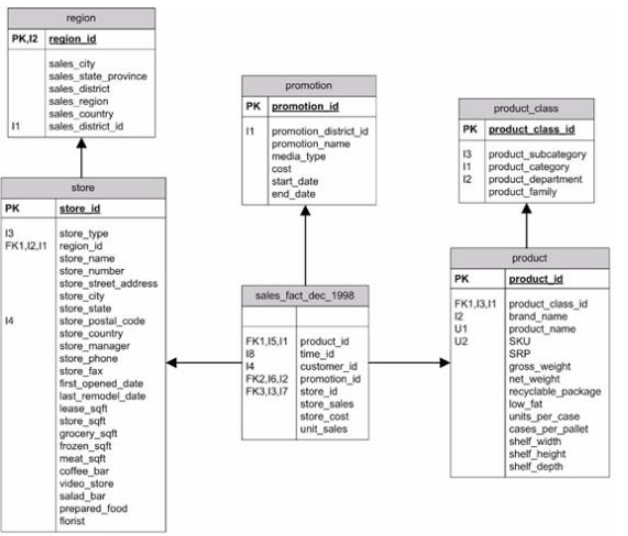 region
PK,I2 region_id
sales_city
sales_state_province
sales_district
sales_region
sales_country
I1 sales_district_id
promotion
PK promotion_id
I1 promotion_district_id
promotion_name
media_type
cost
start_date
end_date
product_class
PK product_class_id
I3 product_subcategory
I1 product_category
I2 product_department
product_family
store
PK store_id
I3 store_type
FK1,I2,I1 region_id
store_name
store_number
store_street_address
store_city
store_state
I4 store_postal_code
store_country
store_manager
store_phone
store_fax
first_opened_date
last_remodel_date
lease_sqft
store_sqft
grocery_sqft
frozen_sqft
meat_sqft
coffee_bar
video_store
salad_bar
prepared_food
florist
sales_fact_dec_1998
FK1,I5,I1 product_id
I8 time_id
I4 customer_id
FK2,I6,I2 promotion_id
FK3,I3,I7 store_id
store_sales
store_cost
unit_sales
product
PK product_id
FK1,I3,I1 product_class_id
I2 brand_name
U1 product_name
U2 SKU
SRP
gross_weight
net_weight
recyclable_package
low_fat
units_per_case
cases_per_pallet
shelf_width
shelf_height
shelf_depth